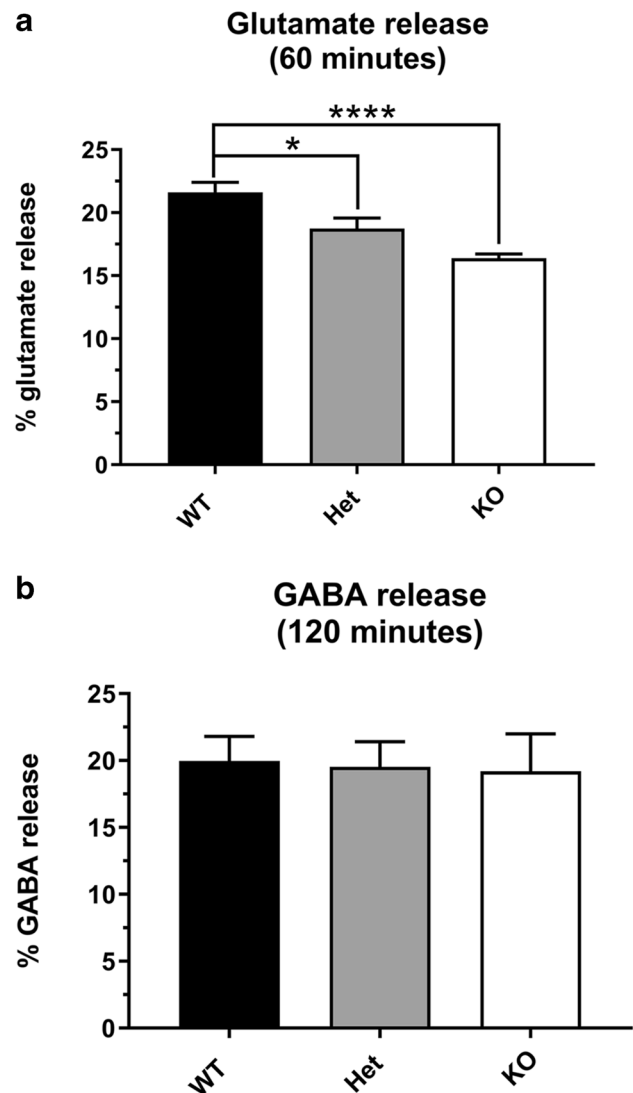 a
Glutamate release
(60 minutes)
****
*
% glutamate release
25
20
15
10
5
0
WT
Het
KO
b
GABA release
(120 minutes)
% GABA release
25
20
15
10
5
0
WT
Het
KO